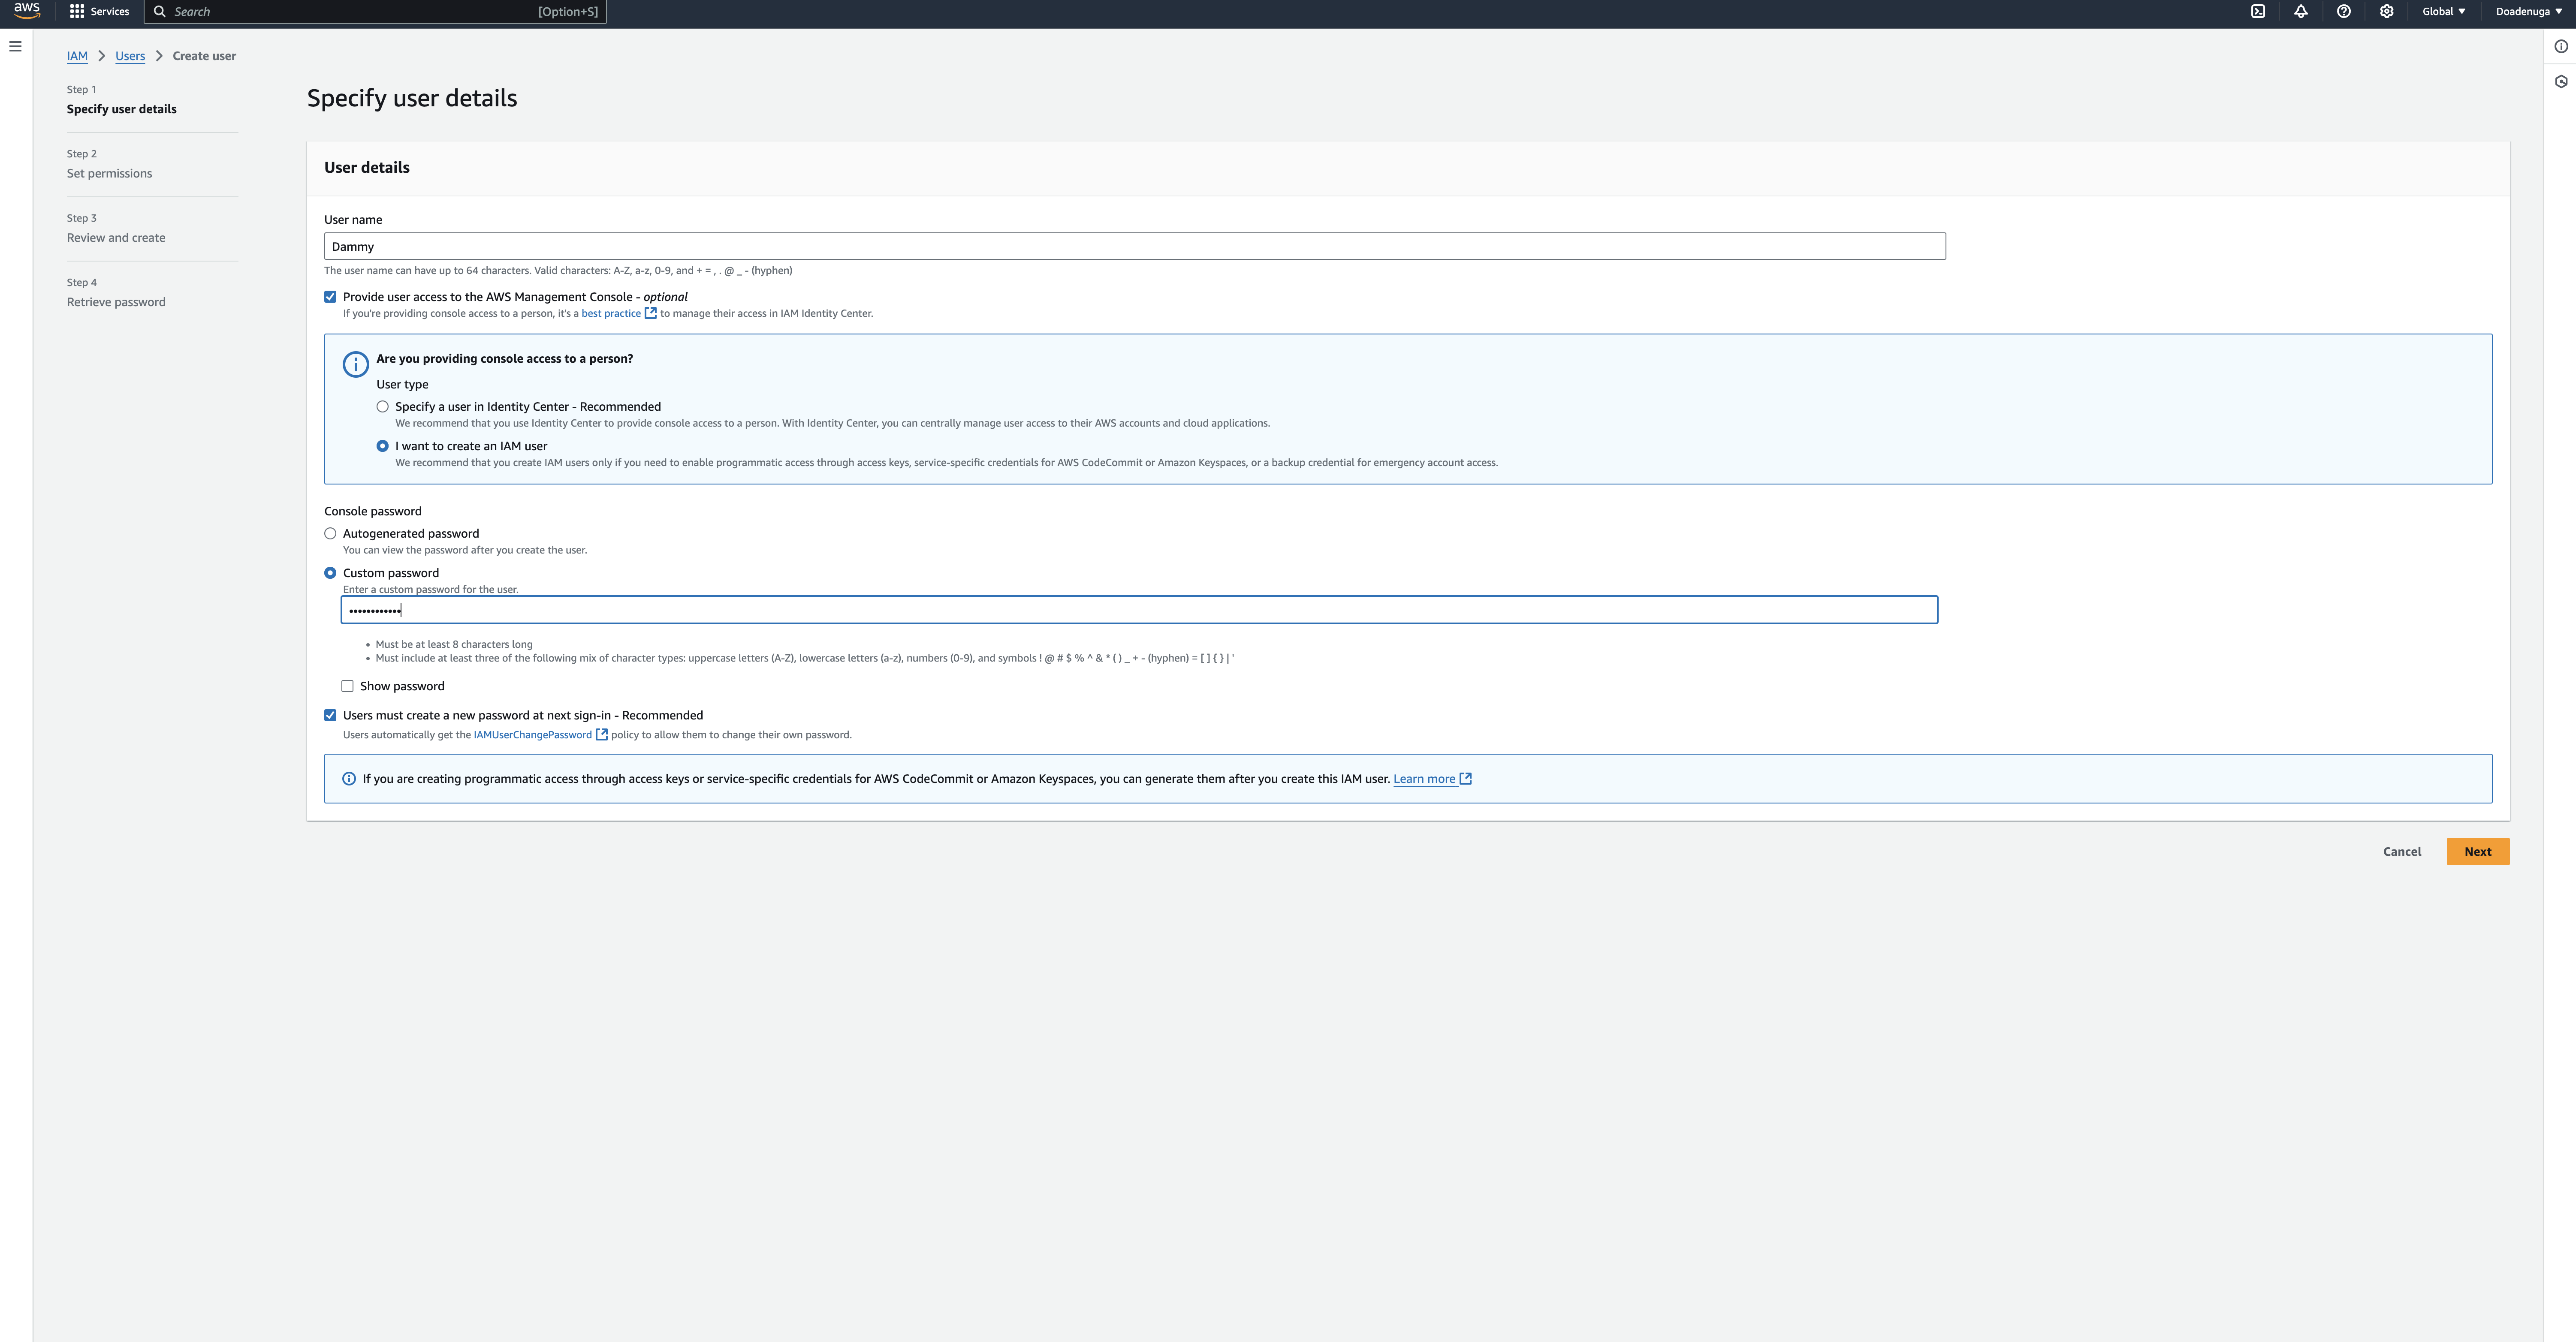 aws
Services
Search
[Option+S]
Global
Doadenuga
IAM
Users
Create user
Step 1
Specify user details
Step 2
Set permissions
Step 3
Review and create
Step 4
Retrieve password
Specify user details
User details
User name
Dammy
The user name can have up to 64 characters. Valid characters: A-Z, a-z, 0-9, and + = , . @ _ - (hyphen)
Provide user access to the AWS Management Console - optional
If you're providing console access to a person, it's a best practice to manage their access in IAM Identity Center.
Are you providing console access to a person?
User type
Specify a user in Identity Center - Recommended
We recommend that you use Identity Center to provide console access to a person. With Identity Center, you can centrally manage user access to their AWS accounts and cloud applications.
I want to create an IAM user
We recommend that you create IAM users only if you need to enable programmatic access through access keys, service-specific credentials for AWS CodeCommit or Amazon Keyspaces, or a backup credential for emergency account access.
Console password
Autogenerated password
You can view the password after you create the user.
Custom password
Enter a custom password for the user.
••••••••••••
• Must be at least 8 characters long
• Must include at least three of the following mix of character types: uppercase letters (A-Z), lowercase letters (a-z), numbers (0-9), and symbols ! @ # $ % ^ & * ( ) _ + - (hyphen) = [ ] { } | '
Show password
Users must create a new password at next sign-in - Recommended
Users automatically get the IAMUserChangePassword policy to allow them to change their own password.
If you are creating programmatic access through access keys or service-specific credentials for AWS CodeCommit or Amazon Keyspaces, you can generate them after you create this IAM user. Learn more
Cancel
Next